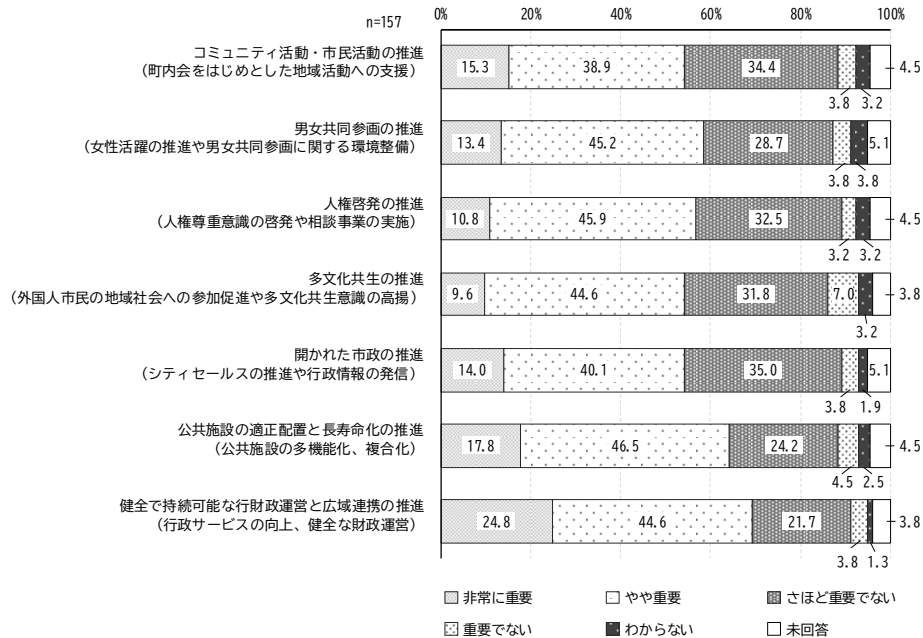 n=157
0% 20% 40% 60% 80% 100%
コミュニティ活動・市民活動の推進
（町内会をはじめとした地域活動への支援）
15.3 38.9 34.4 4.5
3.8 3.2
男女共同参画の推進
（女性活躍の推進や男女共同参画に関する環境整備）
13.4 45.2 28.7 5.1
3.8 3.8
人権啓発の推進
（人権尊重意識の啓発や相談事業の実施）
10.8 45.9 32.5 4.5
3.2 3.2
多文化共生の推進
（外国人市民の地域社会への参加促進や多文化共生意識の高揚）
9.6 44.6 31.8 7.0 3.8
3.2
開かれた市政の推進
（シティセールスの推進や行政情報の発信）
14.0 40.1 35.0 5.1
3.8 1.9
公共施設の適正配置と長寿命化の推進
（公共施設の多機能化、複合化）
17.8 46.5 24.2 4.5
4.5 2.5
健全で持続可能な行財政運営と広域連携の推進
（行政サービスの向上、健全な財政運営）
24.8 44.6 21.7 3.8
3.8 1.3
非常に重要 やや重要 さほど重要でない
重要でない わからない 未回答